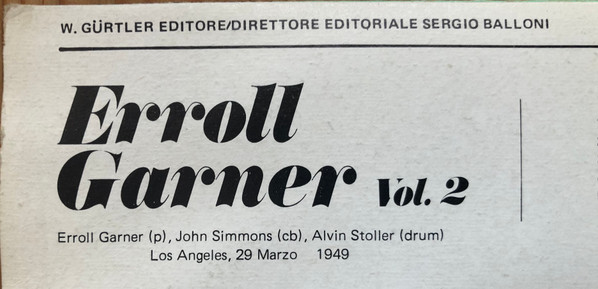 W. GÜRTLER EDITORE/DIRETTORE EDITORIALE SERGIO BALLONI
Erroll
Garner Vol. 2
Erroll Garner (p), John Simmons (cb), Alvin Stoller (drum)
Los Angeles, 29 Marzo 1949